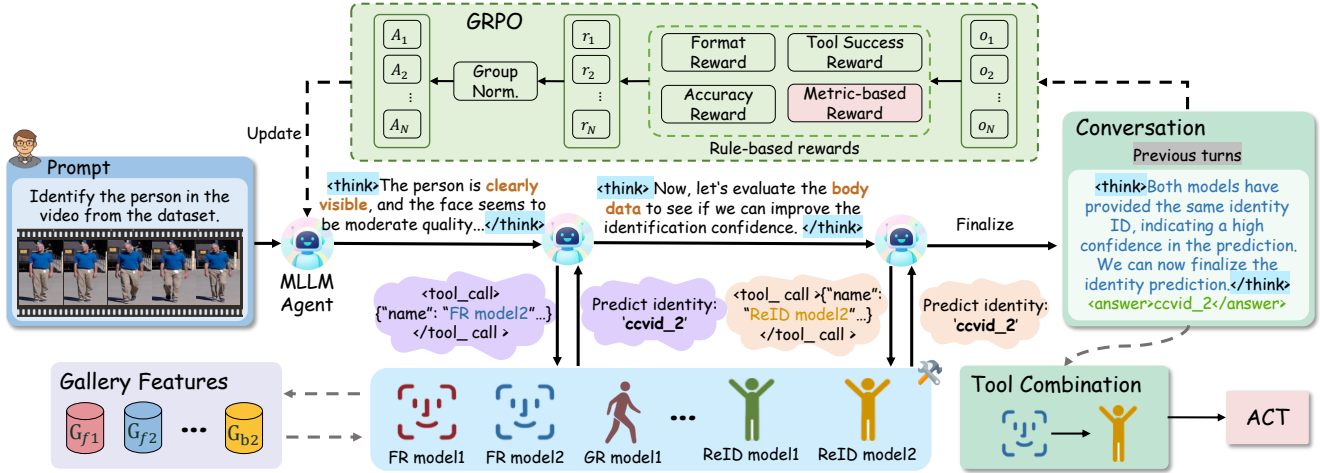 GRPO
A1
A2
⋮
AN
Group
Norm.
r1
r2
⋮
rN
Format
Reward
Tool Success
Reward
Accuracy
Reward
Metric-based
Reward
Rule-based rewards
o1
o2
⋮
oN
Update
Prompt
Identify the person in the
video from the dataset.
MLLM
Agent
<think>The person is clearly
visible, and the face seems to
be moderate quality...</think>
<think> Now, let's evaluate the body
data to see if we can improve the
identification confidence. </think>
Finalize
Conversation
Previous turns
<think>Both models have
provided the same identity
ID, indicating a high
confidence in the prediction.
We can now finalize the
identity prediction.</think>
<answer>ccvid_2</answer>
<tool_call>
{"name": "FR model2"...}
</tool_ call >
Predict identity:
'ccvid_2'
<tool_ call >{"name":
"ReID model2"...}
</tool_ call >
Predict identity:
'ccvid_2'
Gallery Features
Gf1
Gf2
•••
Gb2
FR model1
FR model2
GR model1
•••
ReID model1
ReID model2
Tool Combination
ACT